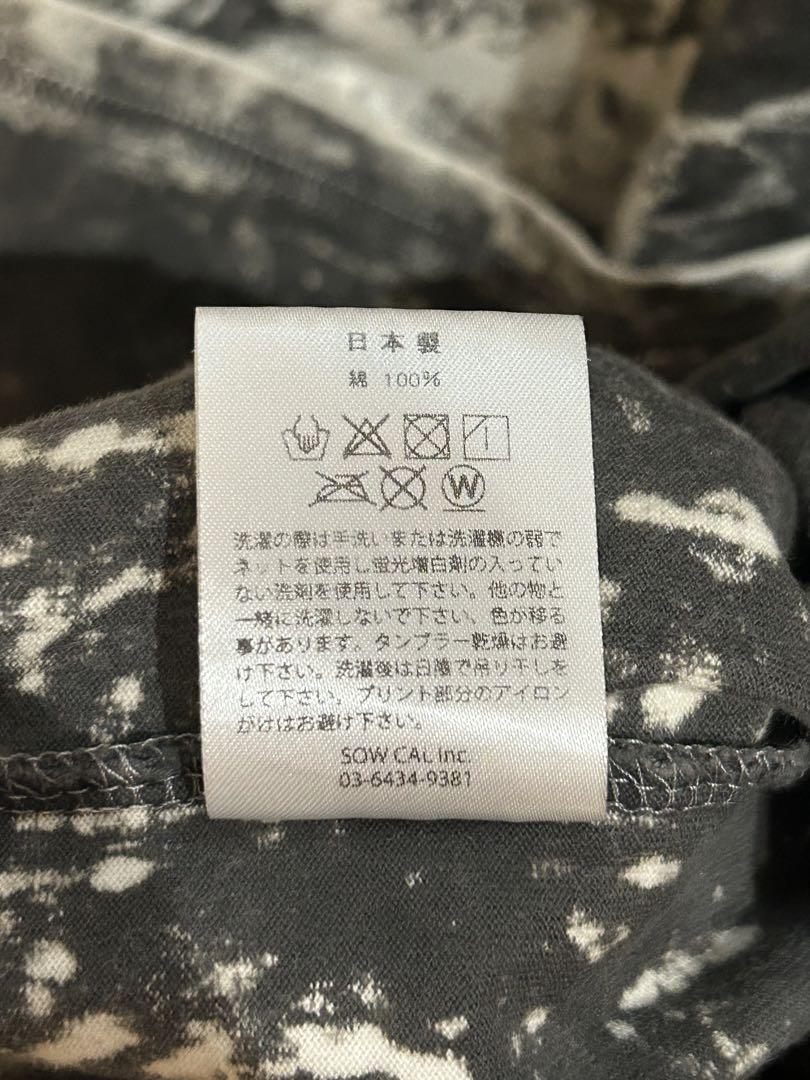 日本製
綿 100%
W
洗濯の際は手洗いまたは洗濯機の弱で
ネットを使用し蛍光増白剤の入ってい
ない洗剤を使用して下さい。他の物と
一緒に洗濯しないで下さい。色が移る
事があります。タンブラー乾燥はお避
け下さい。洗濯後は日陰で吊り干しを
して下さい。プリント部分のアイロン
がけはお避け下さい。
SOW CAL Inc.
03-6434-9381